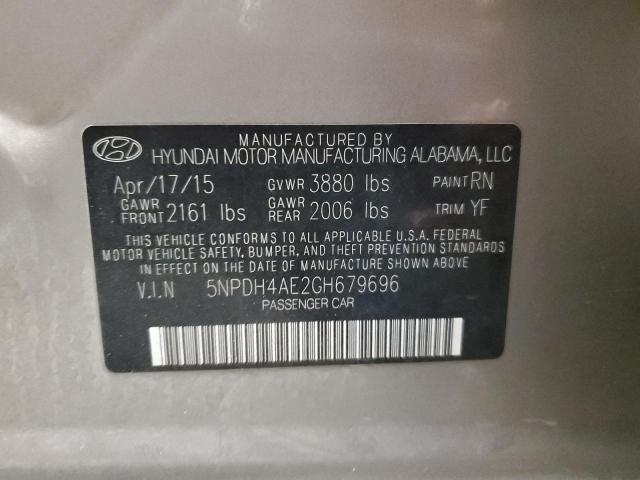 MANUFACTURED BY
HYUNDAI MOTOR MANUFACTURING ALABAMA, LLC
Apr/17/15 GVWR 3880 lbs PAINT RN
GAWR FRONT 2161 lbs GAWR REAR 2006 lbs TRIM YF
THIS VEHICLE CONFORMS TO ALL APPLICABLE U.S.A. FEDERAL
MOTOR VEHICLE SAFETY, BUMPER, AND THEFT PREVENTION STANDARDS
IN EFFECT ON THE DATE OF MANUFACTURE SHOWN ABOVE
V.I.N 5NPDH4AE2GH679696
PASSENGER CAR